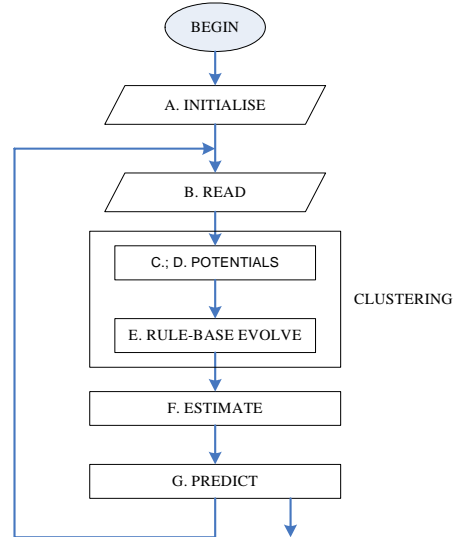 BEGIN
A. INITIALISE
B. READ
C.; D. POTENTIALS
CLUSTERING
E. RULE-BASE EVOLVE
F. ESTIMATE
G. PREDICT